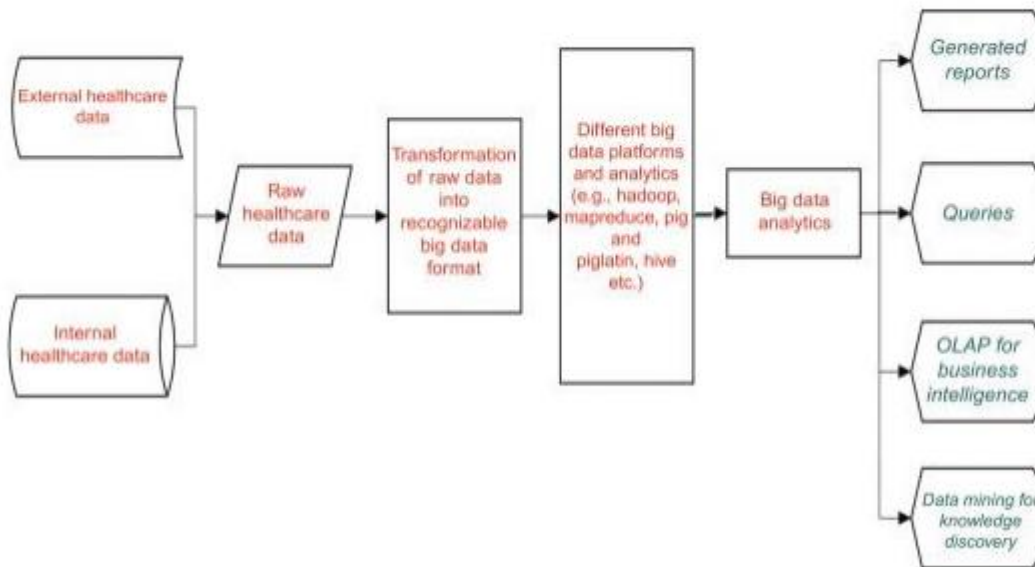 External healthcare
data
Internal
healthcare data
Raw
healthcare
data
Transformation
of raw data
into
recognizable
big data
format
Different big
data platforms
and analytics
(e.g., hadoop,
mapreduce, pig
and
piglatin, hive
etc.)
Big data
analytics
Generated
reports
Queries
OLAP for
business
intelligence
Data mining for
knowledge
discovery